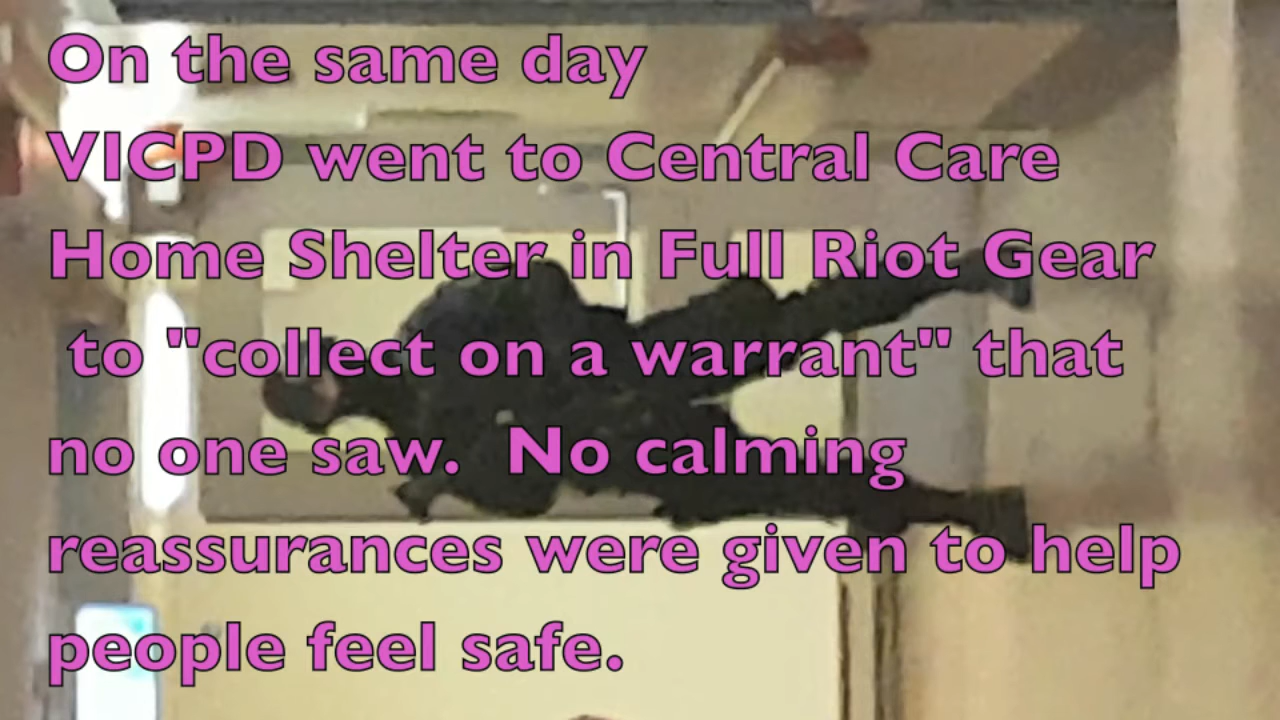 On the same day
VICPD went to Central Care
Home Shelter in Full Riot Gear
to "collect on a warrant" that
no one saw. No calming
reassurances were given to help
people feel safe.